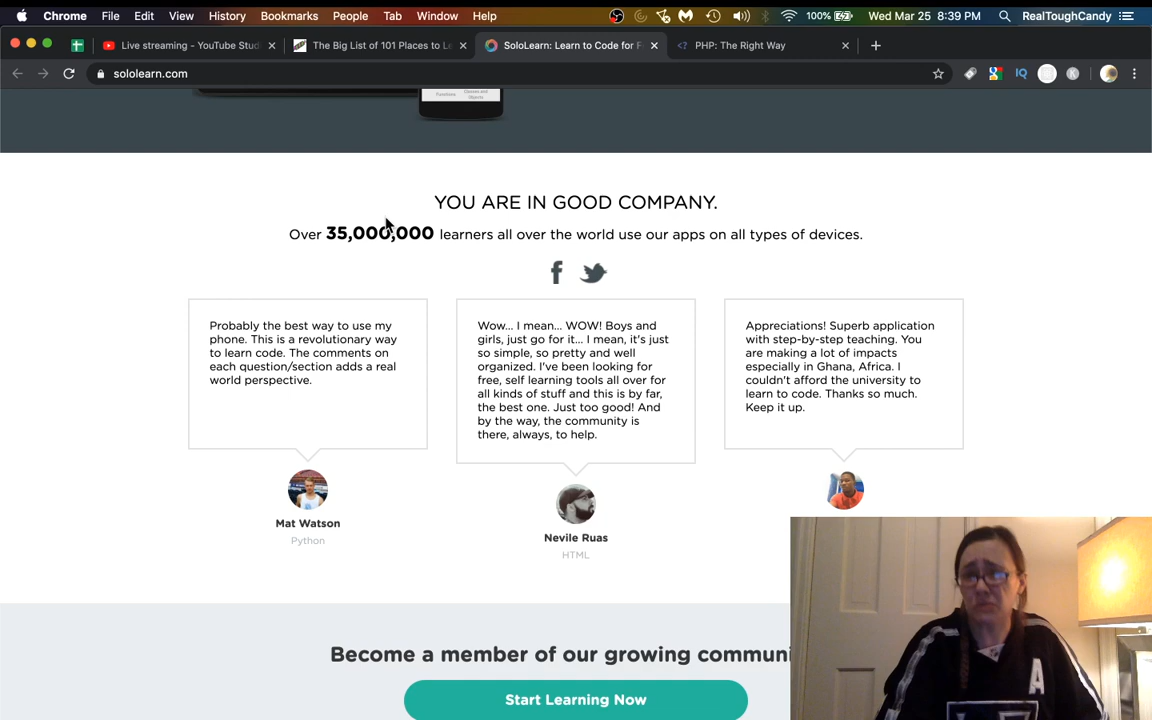 Chrome File Edit View History Bookmarks People Tab Window Help 100% Wed Mar 25 8:39 PM RealToughCandy
Live streaming - YouTube Stud The Big List of 101 Places to Le SoloLearn: Learn to Code for F PHP: The Right Way
sololearn.com
YOU ARE IN GOOD COMPANY.
Over 35,000,000 learners all over the world use our apps on all types of devices.
Probably the best way to use my
phone. This is a revolutionary way
to learn code. The comments on
each question/section adds a real
world perspective.
Mat Watson
Python
Wow... I mean... WOW! Boys and
girls, just go for it... I mean, it's just
so simple, so pretty and well
organized. I've been looking for
free, self learning tools all over for
all kinds of stuff and this is by far,
the best one. Just too good! And
by the way, the community is
there, always, to help.
Nevile Ruas
HTML
Appreciations! Superb application
with step-by-step teaching. You
are making a lot of impacts
especially in Ghana, Africa. I
couldn't afford the university to
learn to code. Thanks so much.
Keep it up.
Become a member of our growing communi
Start Learning Now
A